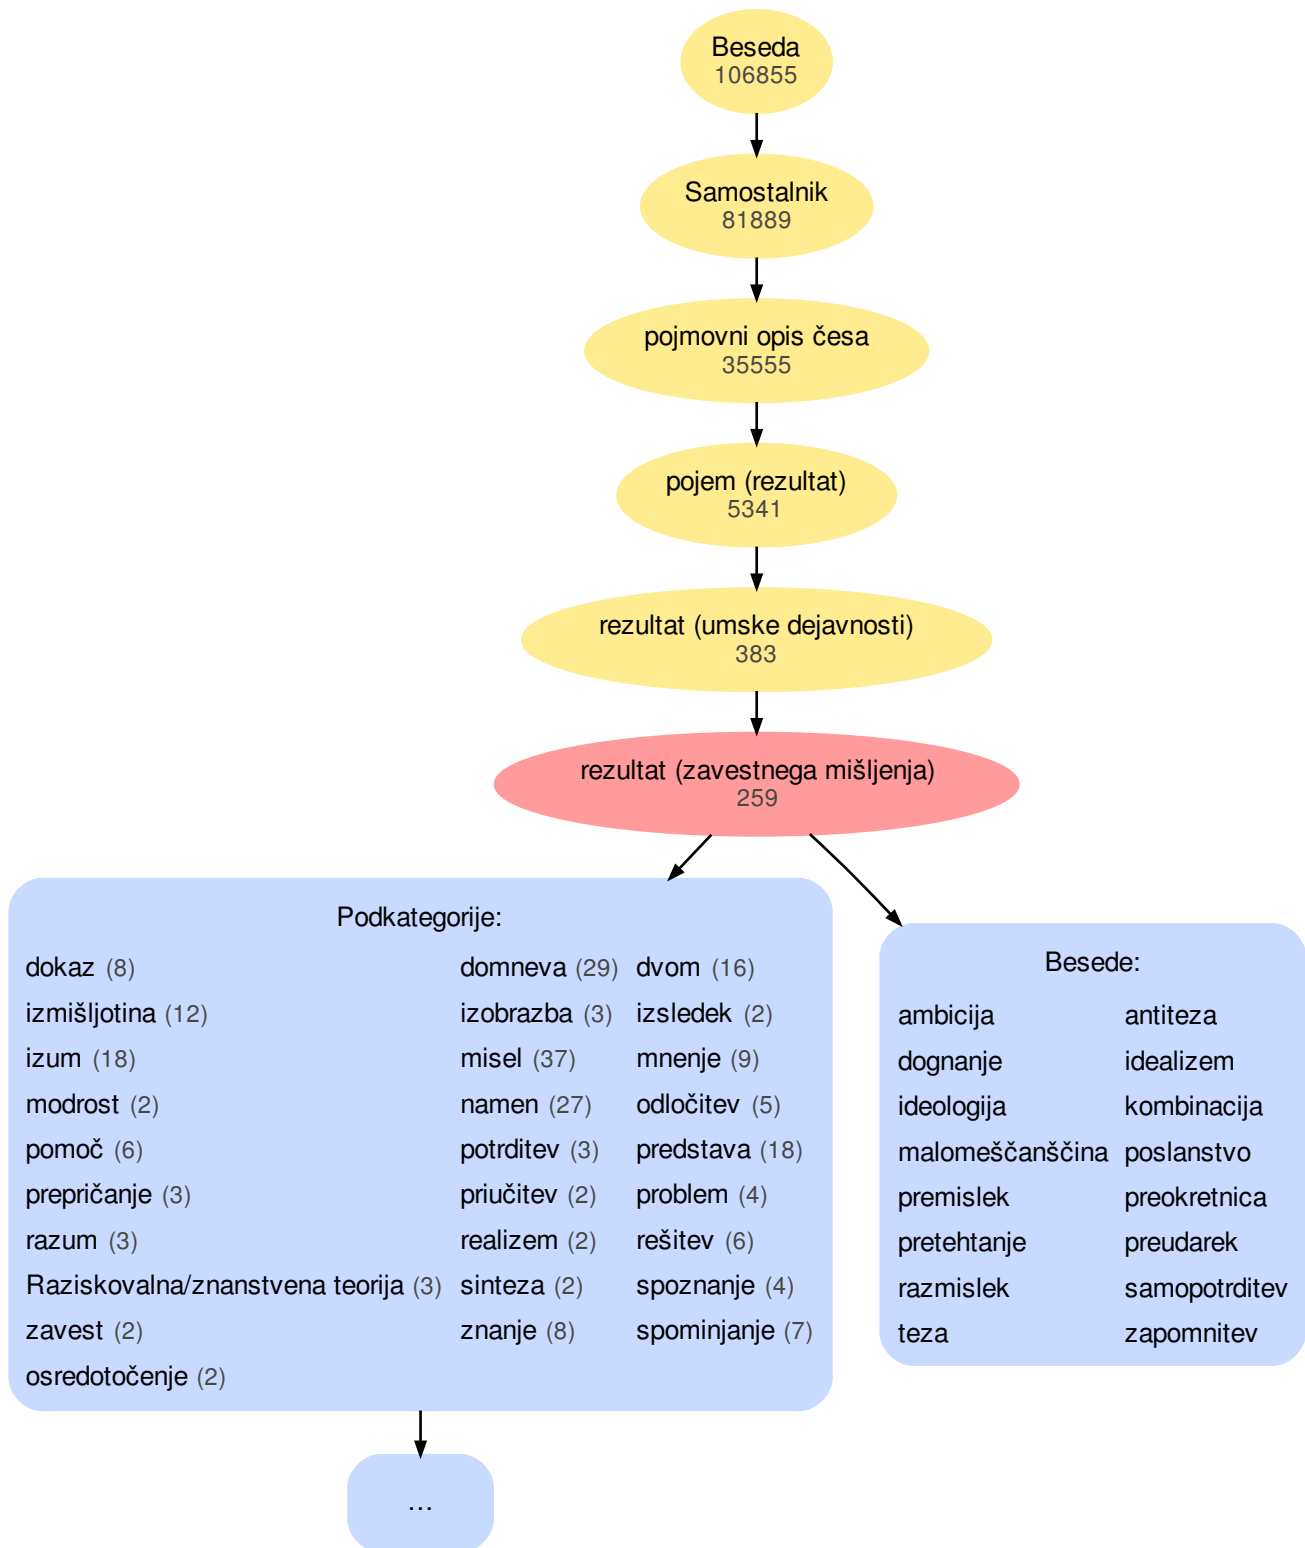 Beseda
106855
Samostalnik
81889
pojmovni opis česa
35555
pojem (rezultat)
5341
rezultat (umske dejavnosti)
383
rezultat (zavestnega mišljenja)
259
Podkategorije:
dokaz (8) domneva (29) dvom (16)
izmišljotina (12) izobrazba (3) izsledek (2)
izum (18) misel (37) mnenje (9)
modrost (2) namen (27) odločitev (5)
pomoč (6) potrditev (3) predstava (18)
prepričanje (3) priučitev (2) problem (4)
razum (3) realizem (2) rešitev (6)
Raziskovalna/znanstvena teorija (3) sinteza (2) spoznanje (4)
zavest (2) znanje (8) spominjanje (7)
osredotočenje (2)
Besede:
ambicija antiteza
dognanje idealizem
ideologija kombinacija
malomeščanščina poslanstvo
premislek preokretnica
pretehtanje preudarek
razmislek samopotrditev
teza zapomnitev
...